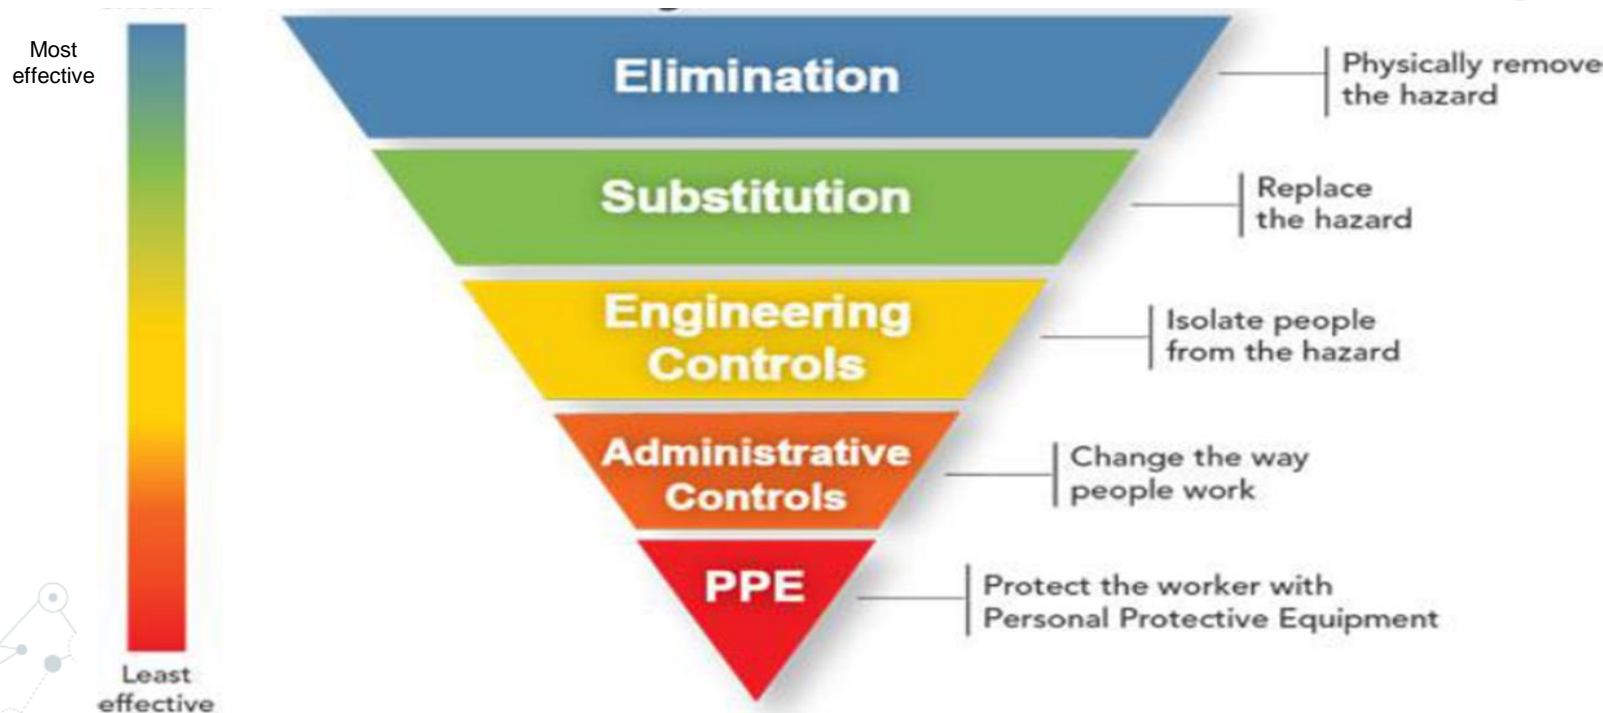 Most
effective
Elimination
Physically remove
the hazard
Substitution
Replace
the hazard
Engineering
Controls
Isolate people
from the hazard
Administrative
Controls
Change the way
people work
PPE
Protect the worker with
Personal Protective Equipment
Least
effective